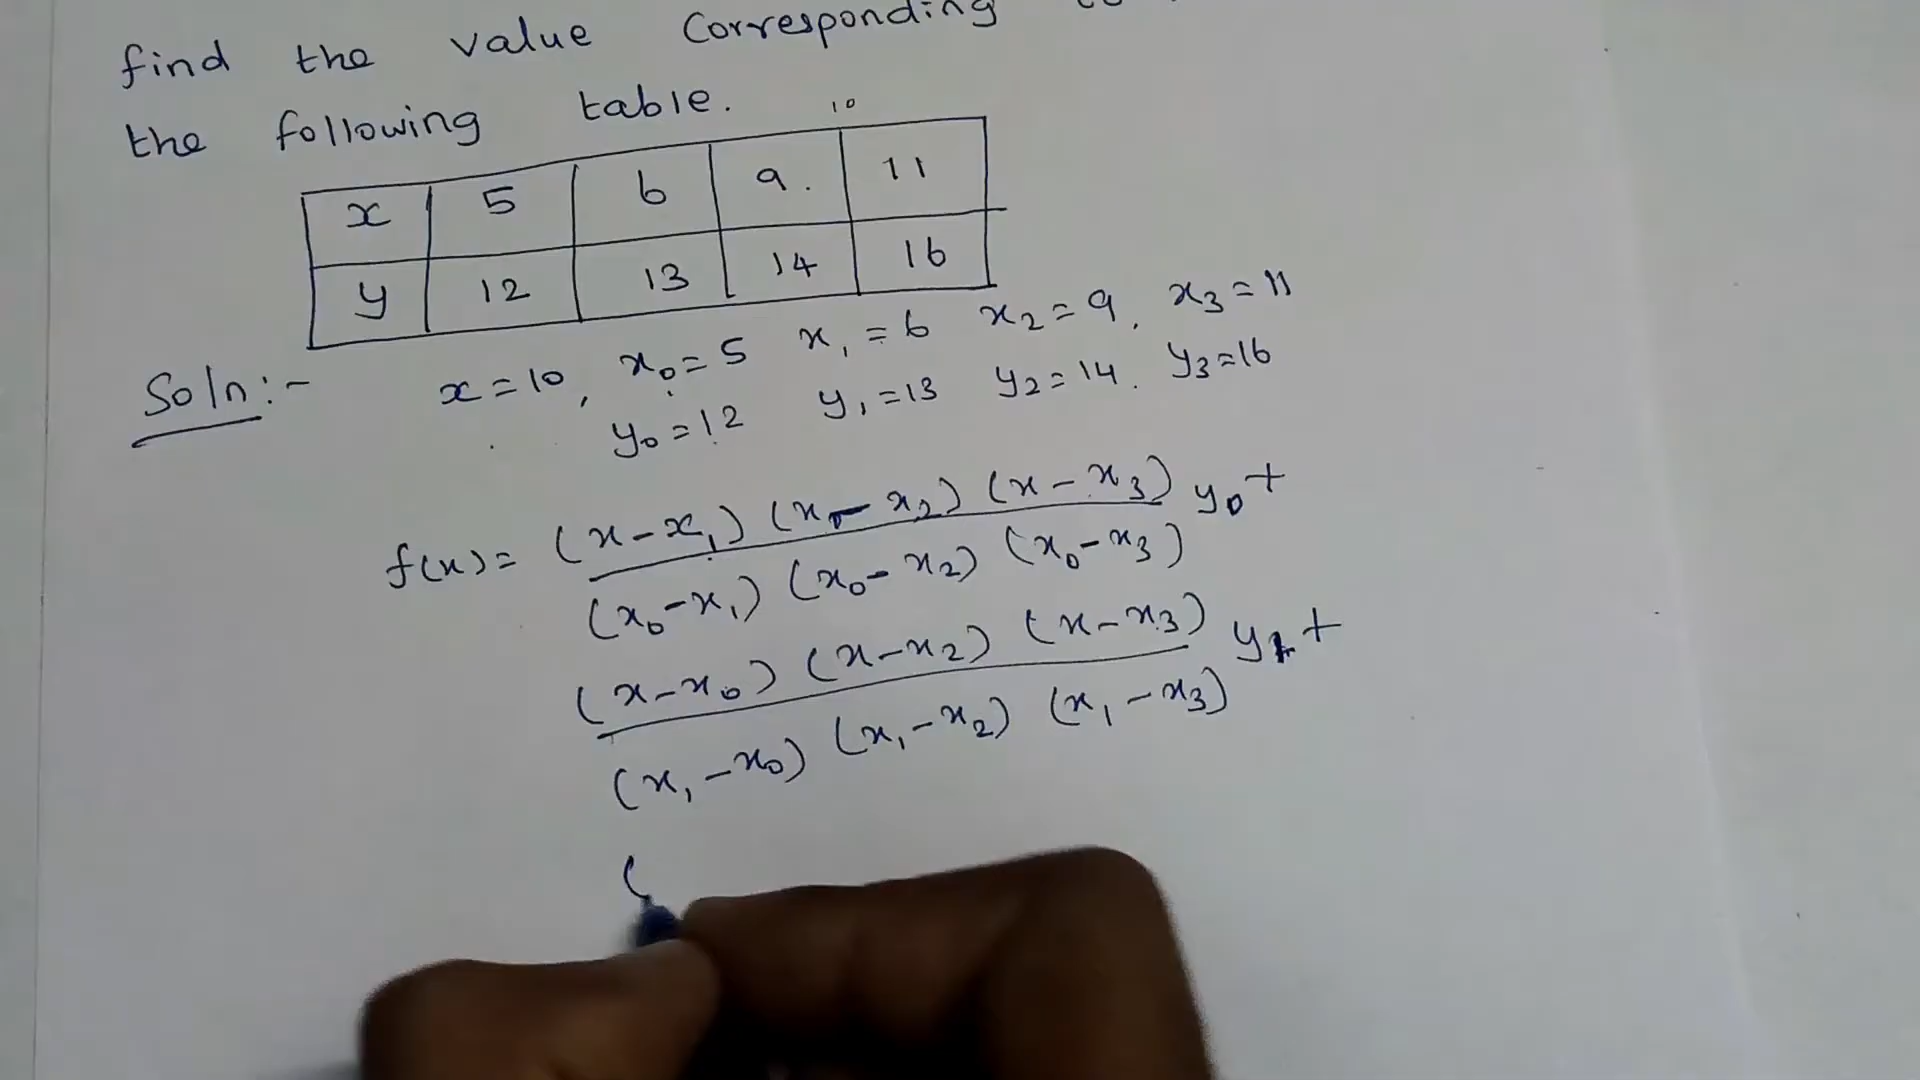 find the value Corresponding
the following table.
10
x 5 6 9. 11
y 12 13 14 16
Soln:- x=10, x₀=5 x₁=6 x₂=9, x₃=11
y₀=12 y₁=13 y₂=14. y₃=16
f(x)= (x-x₁) (x-x₂) (x-x₃) y₀+
(x₀-x₁) (x₀-x₂) (x₀-x₃)
(x-x₀) (x-x₂) (x-x₃) y₁+
(x₁-x₀) (x₁-x₂) (x₁-x₃)
(